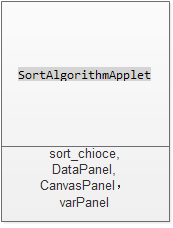 SortAlgorithmApplet
sort_chioce,
DataPanel,
CanvasPanel，
varPanel